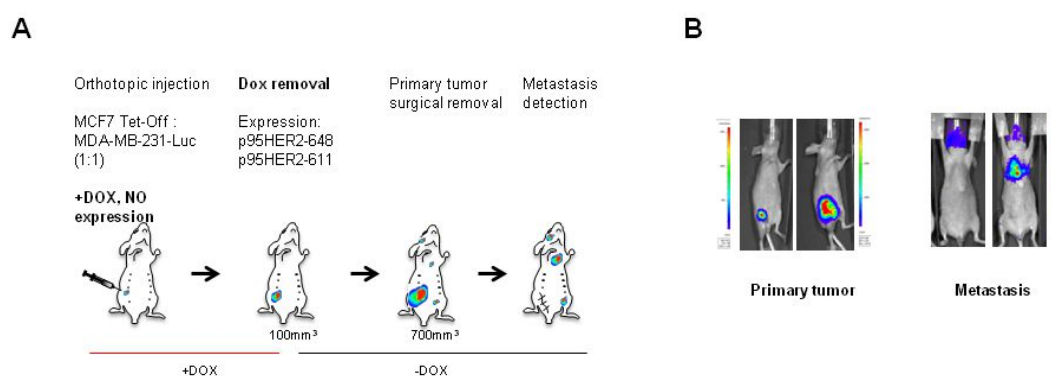 A
B
Orthotopic injection
MCF7 Tet-Off :
MDA-MB-231-Luc
(1:1)
+DOX, NO
expression
Dox removal
Expression:
p95HER2-648
p95HER2-611
Primary tumor
surgical removal
Metastasis
detection
100mm³
700mm³
+DOX
-DOX
Primary tumor
Metastasis